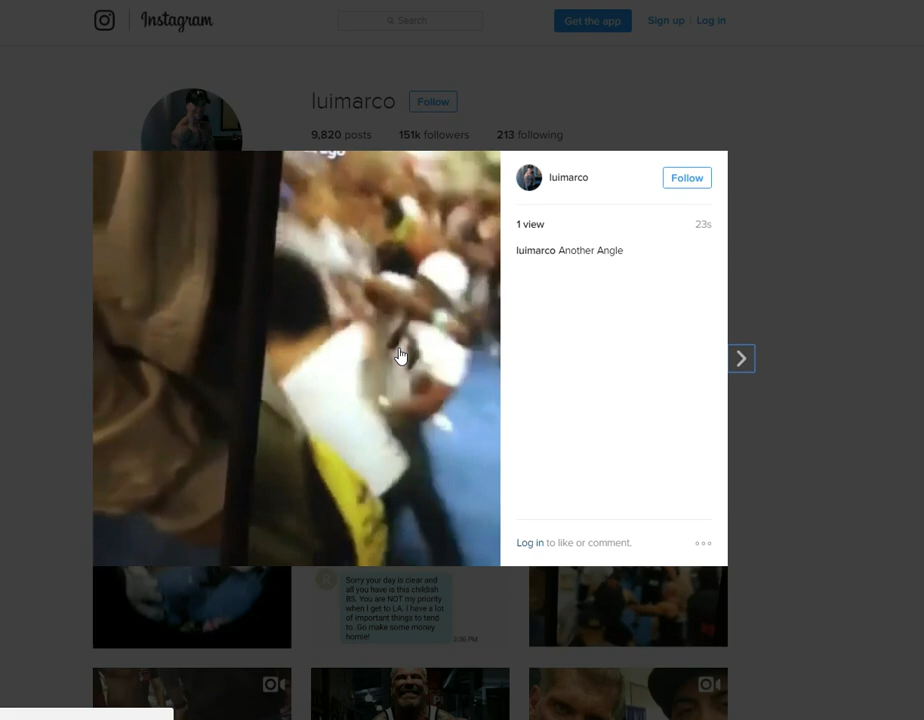 Instagram
Search
Get the app
Sign up | Log in
luimarco
Follow
9,820 posts
151k followers
213 following
luimarco
Follow
1 view
23s
luimarco Another Angle
Log in to like or comment.
R
Sorry your day is clear and
all you have is this childish
BS. You are NOT my priority
when I get to LA. I have a lot
of important things to tend
to. Go make some money
homie!
3:36 PM